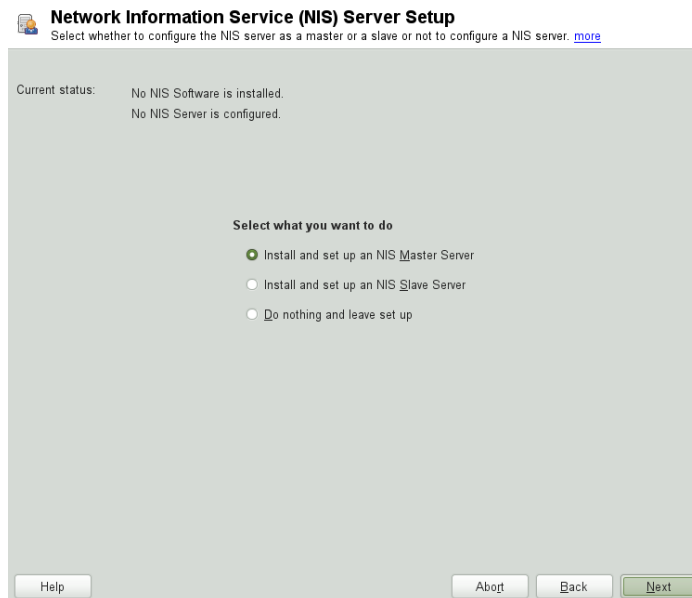 Network Information Service (NIS) Server Setup
Select whether to configure the NIS server as a master or a slave or not to configure a NIS server. more
Current status:
No NIS Software is installed.
No NIS Server is configured.
Select what you want to do
Install and set up an NIS Master Server
Install and set up an NIS Slave Server
Do nothing and leave set up
Help
Abort
Back
Next